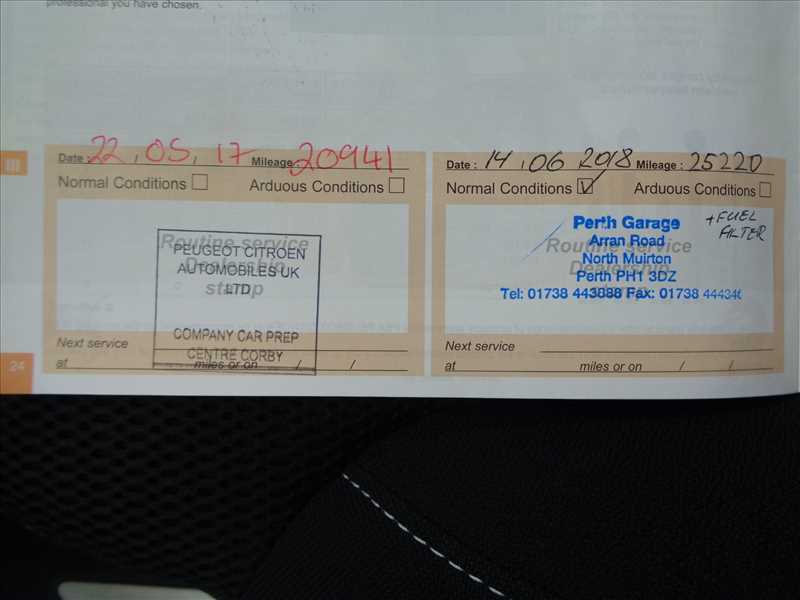 professional you have chosen.
Date : 22 . 05 . 17 Mileage : 20941
Normal Conditions
Arduous Conditions
Routine service
Dealership
stamp
PEUGEOT CITROEN
AUTOMOBILES UK
LTD
COMPANY CAR PREP
CENTRE CORBY
Next service
at miles or on / /
24
Date : 14 . 06 2018 Mileage : 25220
Normal Conditions
Arduous Conditions
+ FUEL
FILTER
Routine service
Dealership
stamp
Perth Garage
Arran Road
North Muirton
Perth PH1 3DZ
Tel: 01738 443888 Fax: 01738 444340
Next service
at miles or on / /